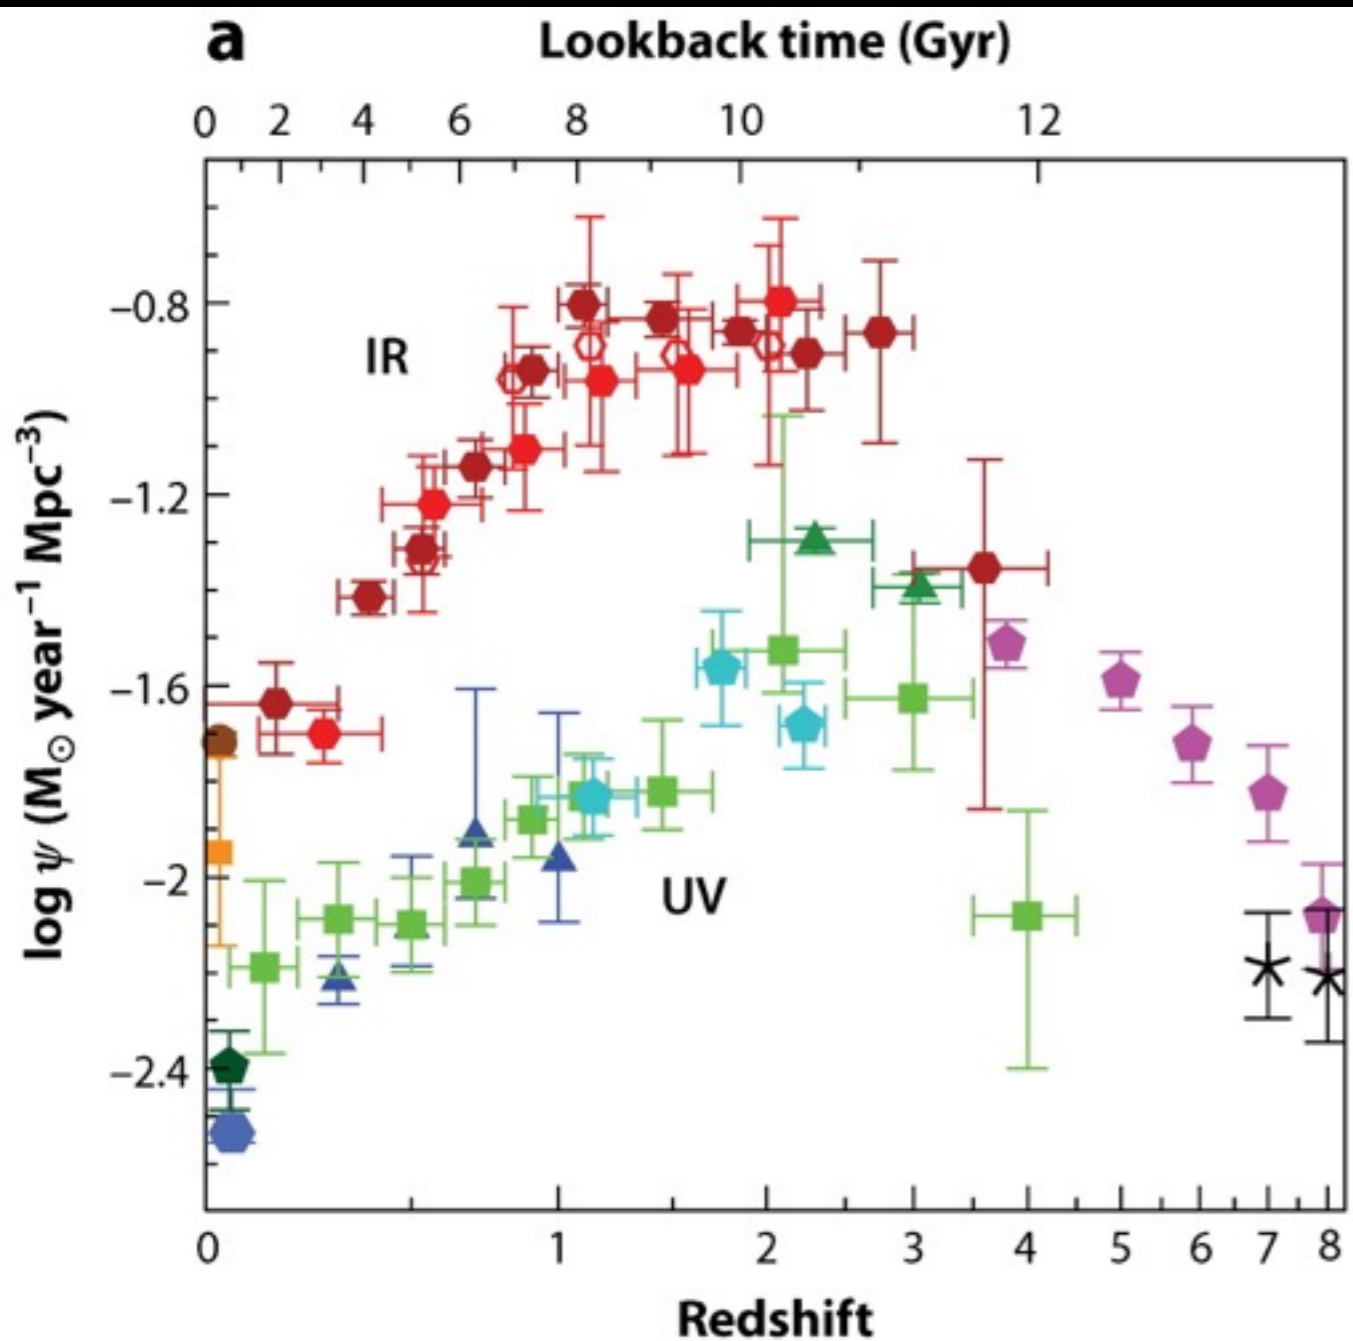 a
Lookback time (Gyr)
0 2 4 6 8 10 12
IR
UV
log ψ (M⊙ year⁻¹ Mpc⁻³)
−0.8
−1.2
−1.6
−2
−2.4
0 1 2 3 4 5 6 7 8
Redshift